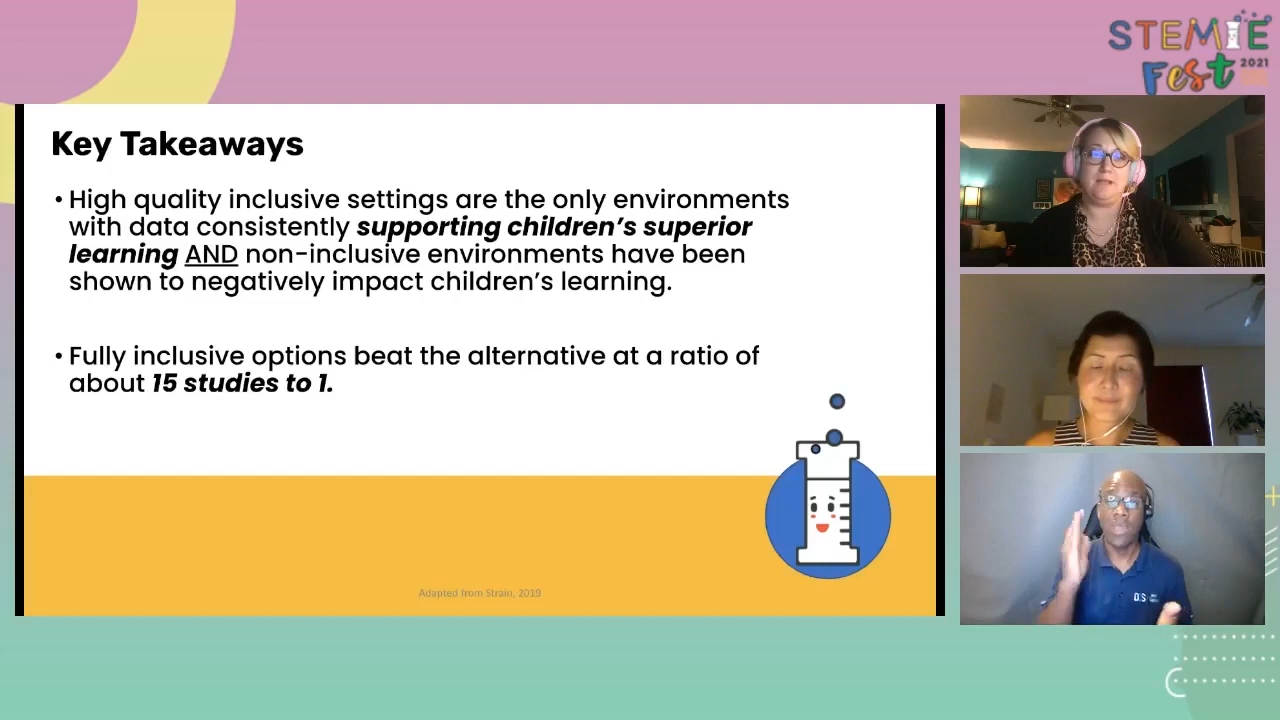 STEMIE
Fest 2021
Key Takeaways
• High quality inclusive settings are the only environments
with data consistently supporting children's superior
learning AND non-inclusive environments have been
shown to negatively impact children's learning.
• Fully inclusive options beat the alternative at a ratio of
about 15 studies to 1.
Adapted from Strain, 2019